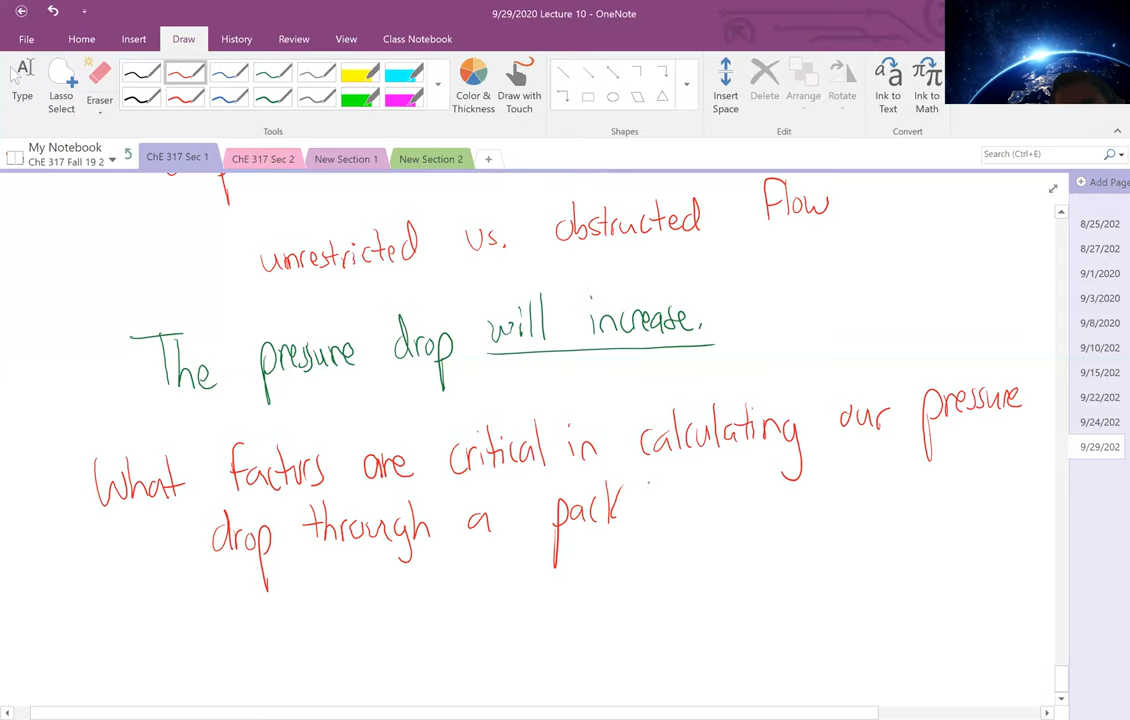 9/29/2020 Lecture 10 - OneNote
File Home Insert Draw History Review View Class Notebook
Type
Lasso Select
Eraser
Color & Thickness
Draw with Touch
Insert Space
Delete
Arrange
Rotate
Ink to Text
Ink to Math
Tools
Shapes
Edit
Convert
My Notebook
ChE 317 Fall 19 2
ChE 317 Sec 1
ChE 317 Sec 2
New Section 1
New Section 2
Search (Ctrl+E)
Add Page
8/25/202
8/27/202
9/1/2020
9/3/2020
9/8/2020
9/10/202
9/15/202
9/22/202
9/24/202
9/29/202
unrestricted vs. obstructed flow
The pressure drop will increase.
What factors are critical in calculating our pressure
drop through a pack